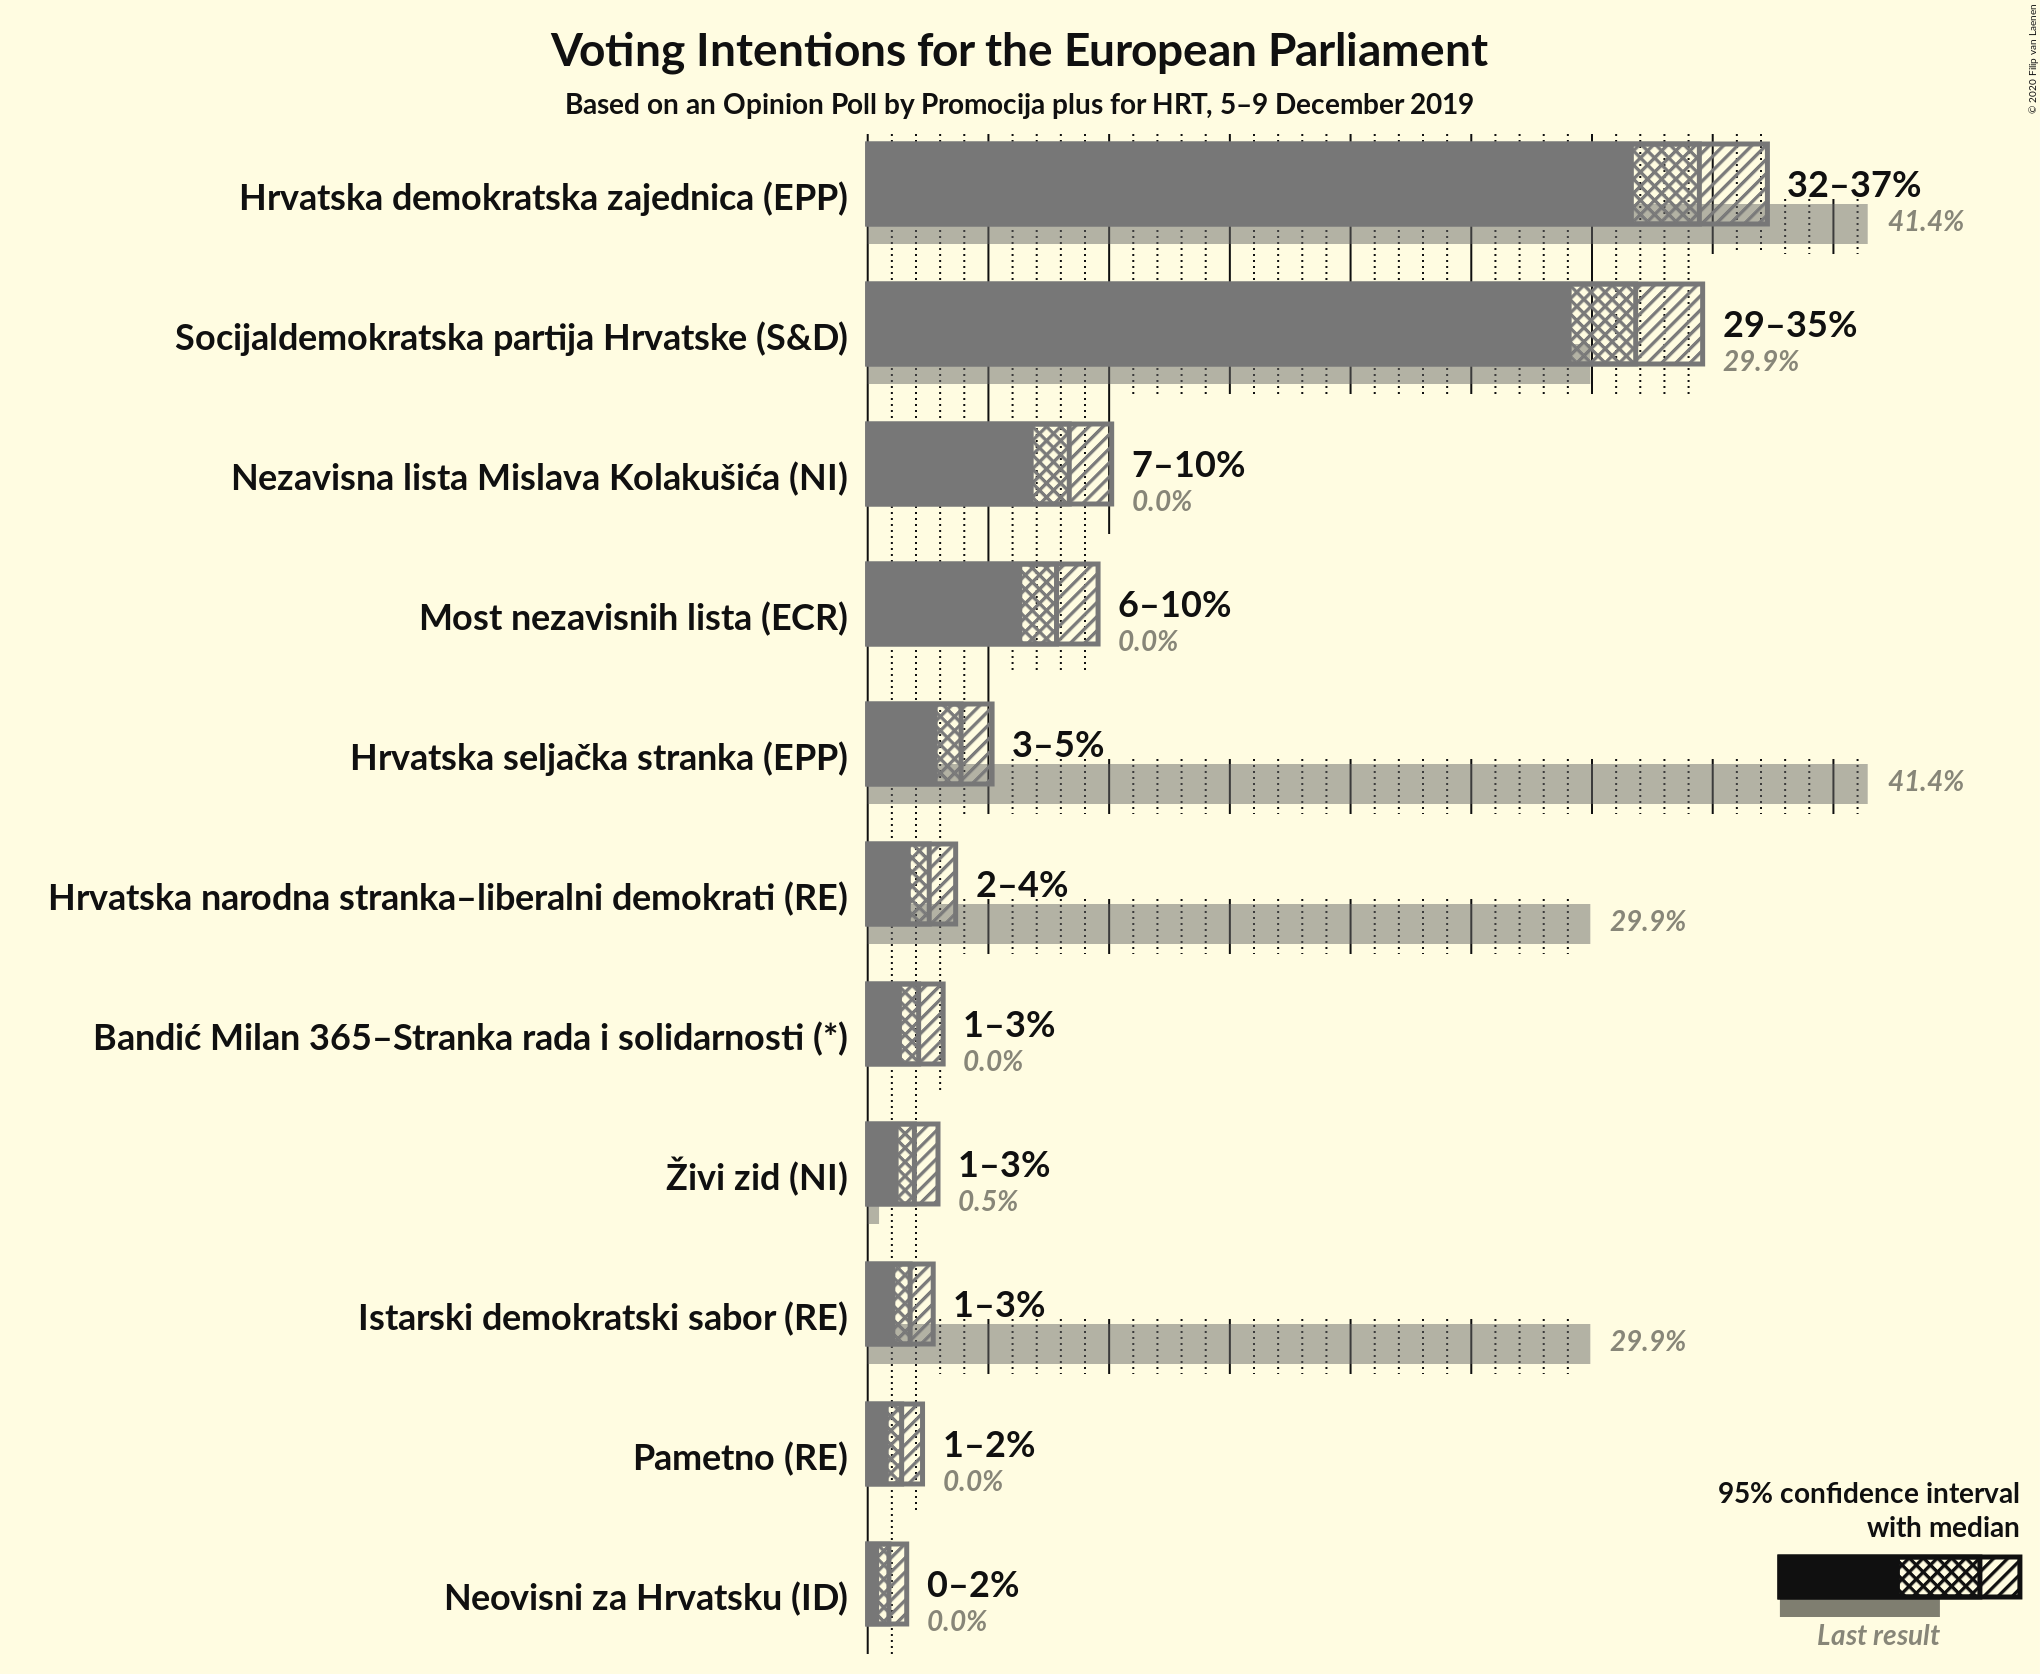 Voting Intentions for the European Parliament
Based on an Opinion Poll by Promocija plus for HRT, 5–9 December 2019
© 2020 Filip van Laenen
Hrvatska demokratska zajednica (EPP)
32–37%
41.4%
Socijaldemokratska partija Hrvatske (S&D)
29–35%
29.9%
Nezavisna lista Mislava Kolakušića (NI)
7–10%
0.0%
Most nezavisnih lista (ECR)
6–10%
0.0%
Hrvatska seljačka stranka (EPP)
3–5%
41.4%
Hrvatska narodna stranka–liberalni demokrati (RE)
2–4%
29.9%
Bandić Milan 365–Stranka rada i solidarnosti (*)
1–3%
0.0%
Živi zid (NI)
1–3%
0.5%
Istarski demokratski sabor (RE)
1–3%
29.9%
Pametno (RE)
1–2%
0.0%
Neovisni za Hrvatsku (ID)
0–2%
0.0%
95% confidence interval
with median
Last result